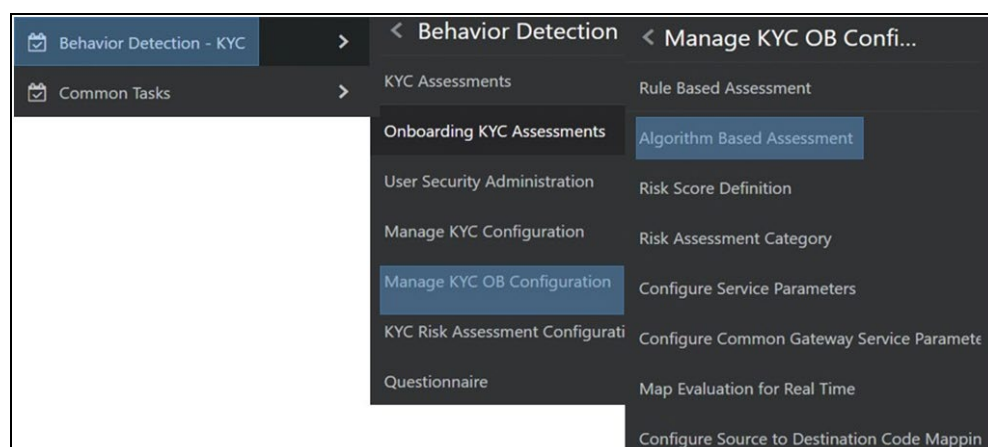 Behavior Detection - KYC
Common Tasks
Behavior Detection
KYC Assessments
Onboarding KYC Assessments
User Security Administration
Manage KYC Configuration
Manage KYC OB Configuration
KYC Risk Assessment Configurati
Questionnaire
Manage KYC OB Confi...
Rule Based Assessment
Algorithm Based Assessment
Risk Score Definition
Risk Assessment Category
Configure Service Parameters
Configure Common Gateway Service Paramete
Map Evaluation for Real Time
Configure Source to Destination Code Mappin